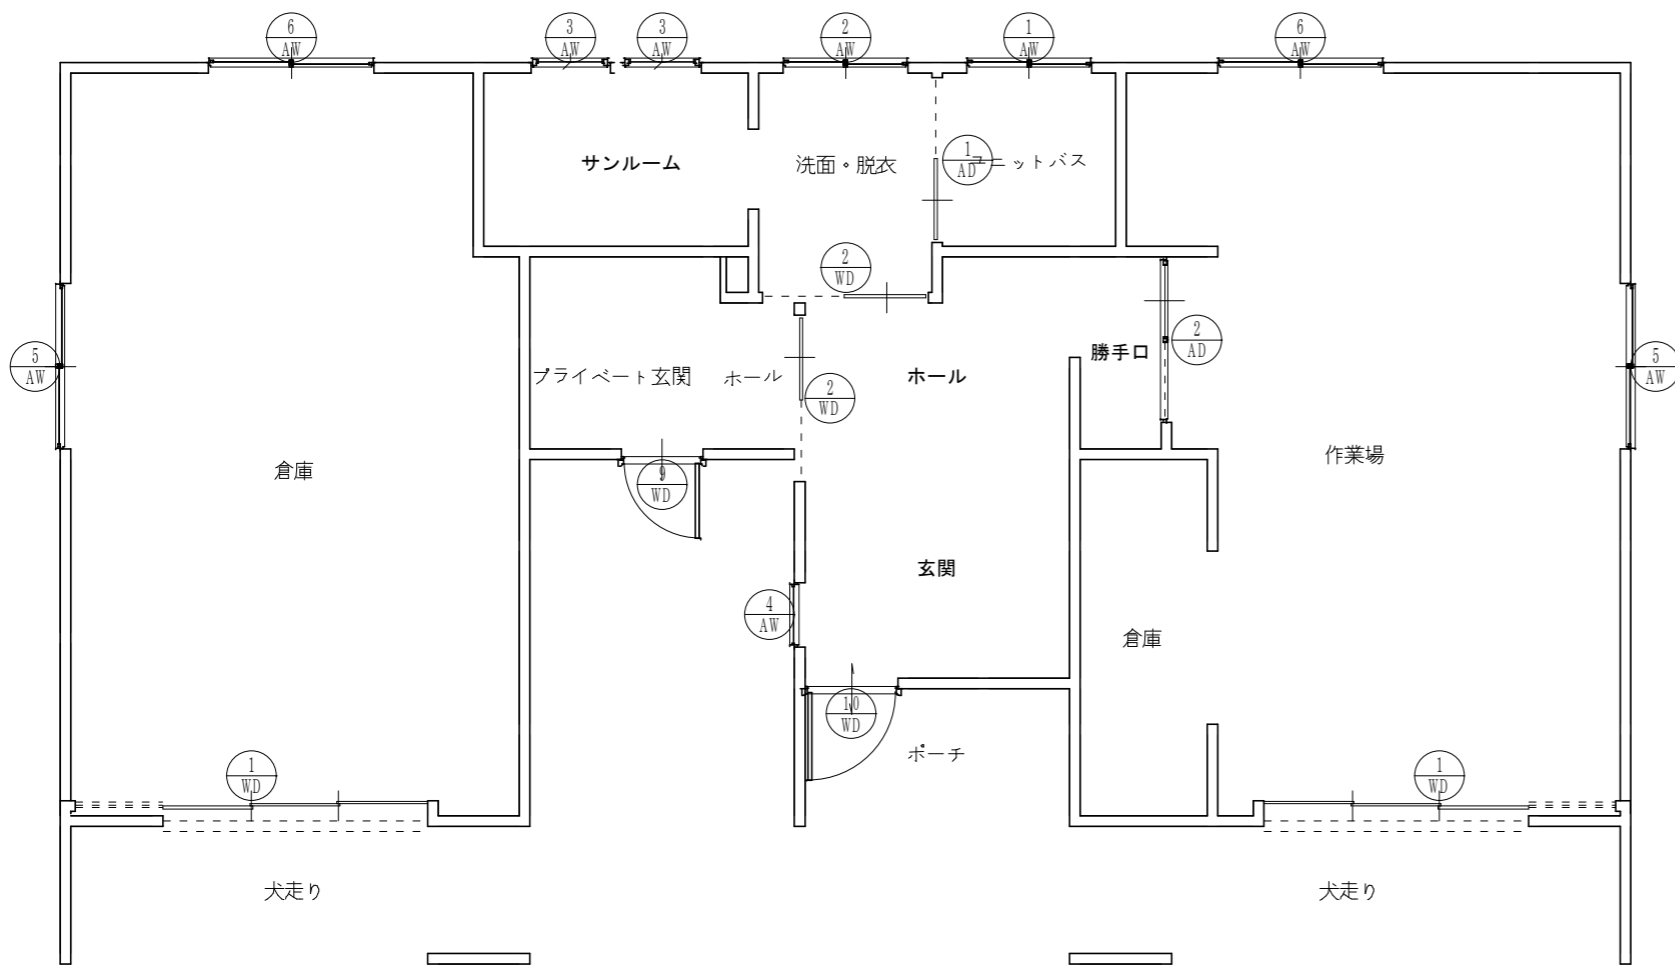 6
AW
3
AW
3
AW
2
AW
1
AW
6
AW
サンルーム
洗面・脱衣
1
AD
ユニットバス
2
WD
5
AW
プライベート玄関
ホール
2
WD
ホール
勝手口
2
AD
5
AW
倉庫
9
WD
作業場
玄関
4
AW
倉庫
10
WD
ポーチ
1
WD
1
WD
犬走り
犬走り